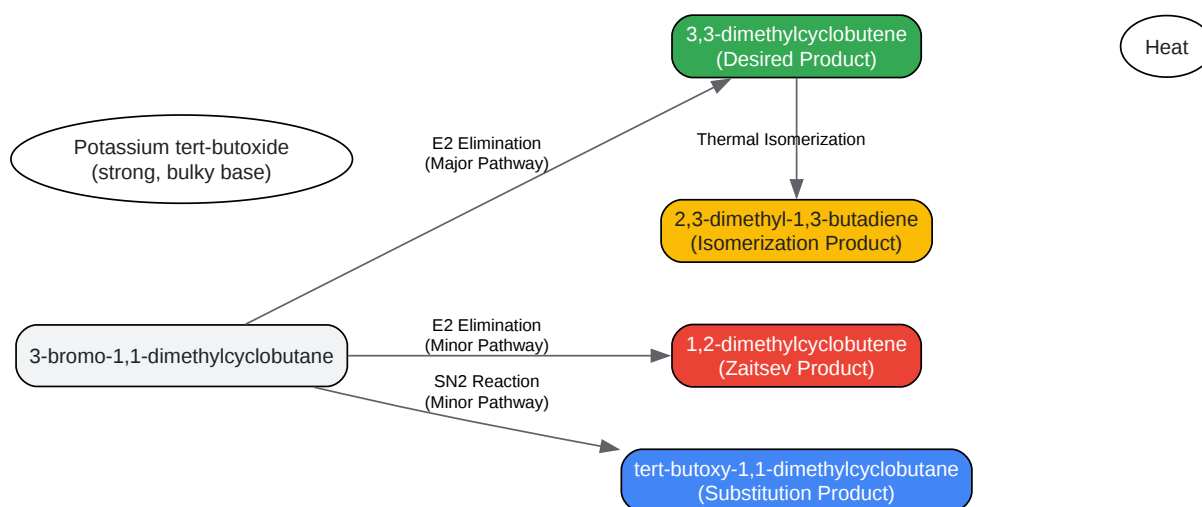 3,3-dimethylcyclobutene
(Desired Product)
Heat
Potassium tert-butoxide
(strong, bulky base)
E2 Elimination
(Major Pathway)
Thermal Isomerization
2,3-dimethyl-1,3-butadiene
(Isomerization Product)
3-bromo-1,1-dimethylcyclobutane
E2 Elimination
(Minor Pathway)
1,2-dimethylcyclobutene
(Zaitsev Product)
SN2 Reaction
(Minor Pathway)
tert-butoxy-1,1-dimethylcyclobutane
(Substitution Product)